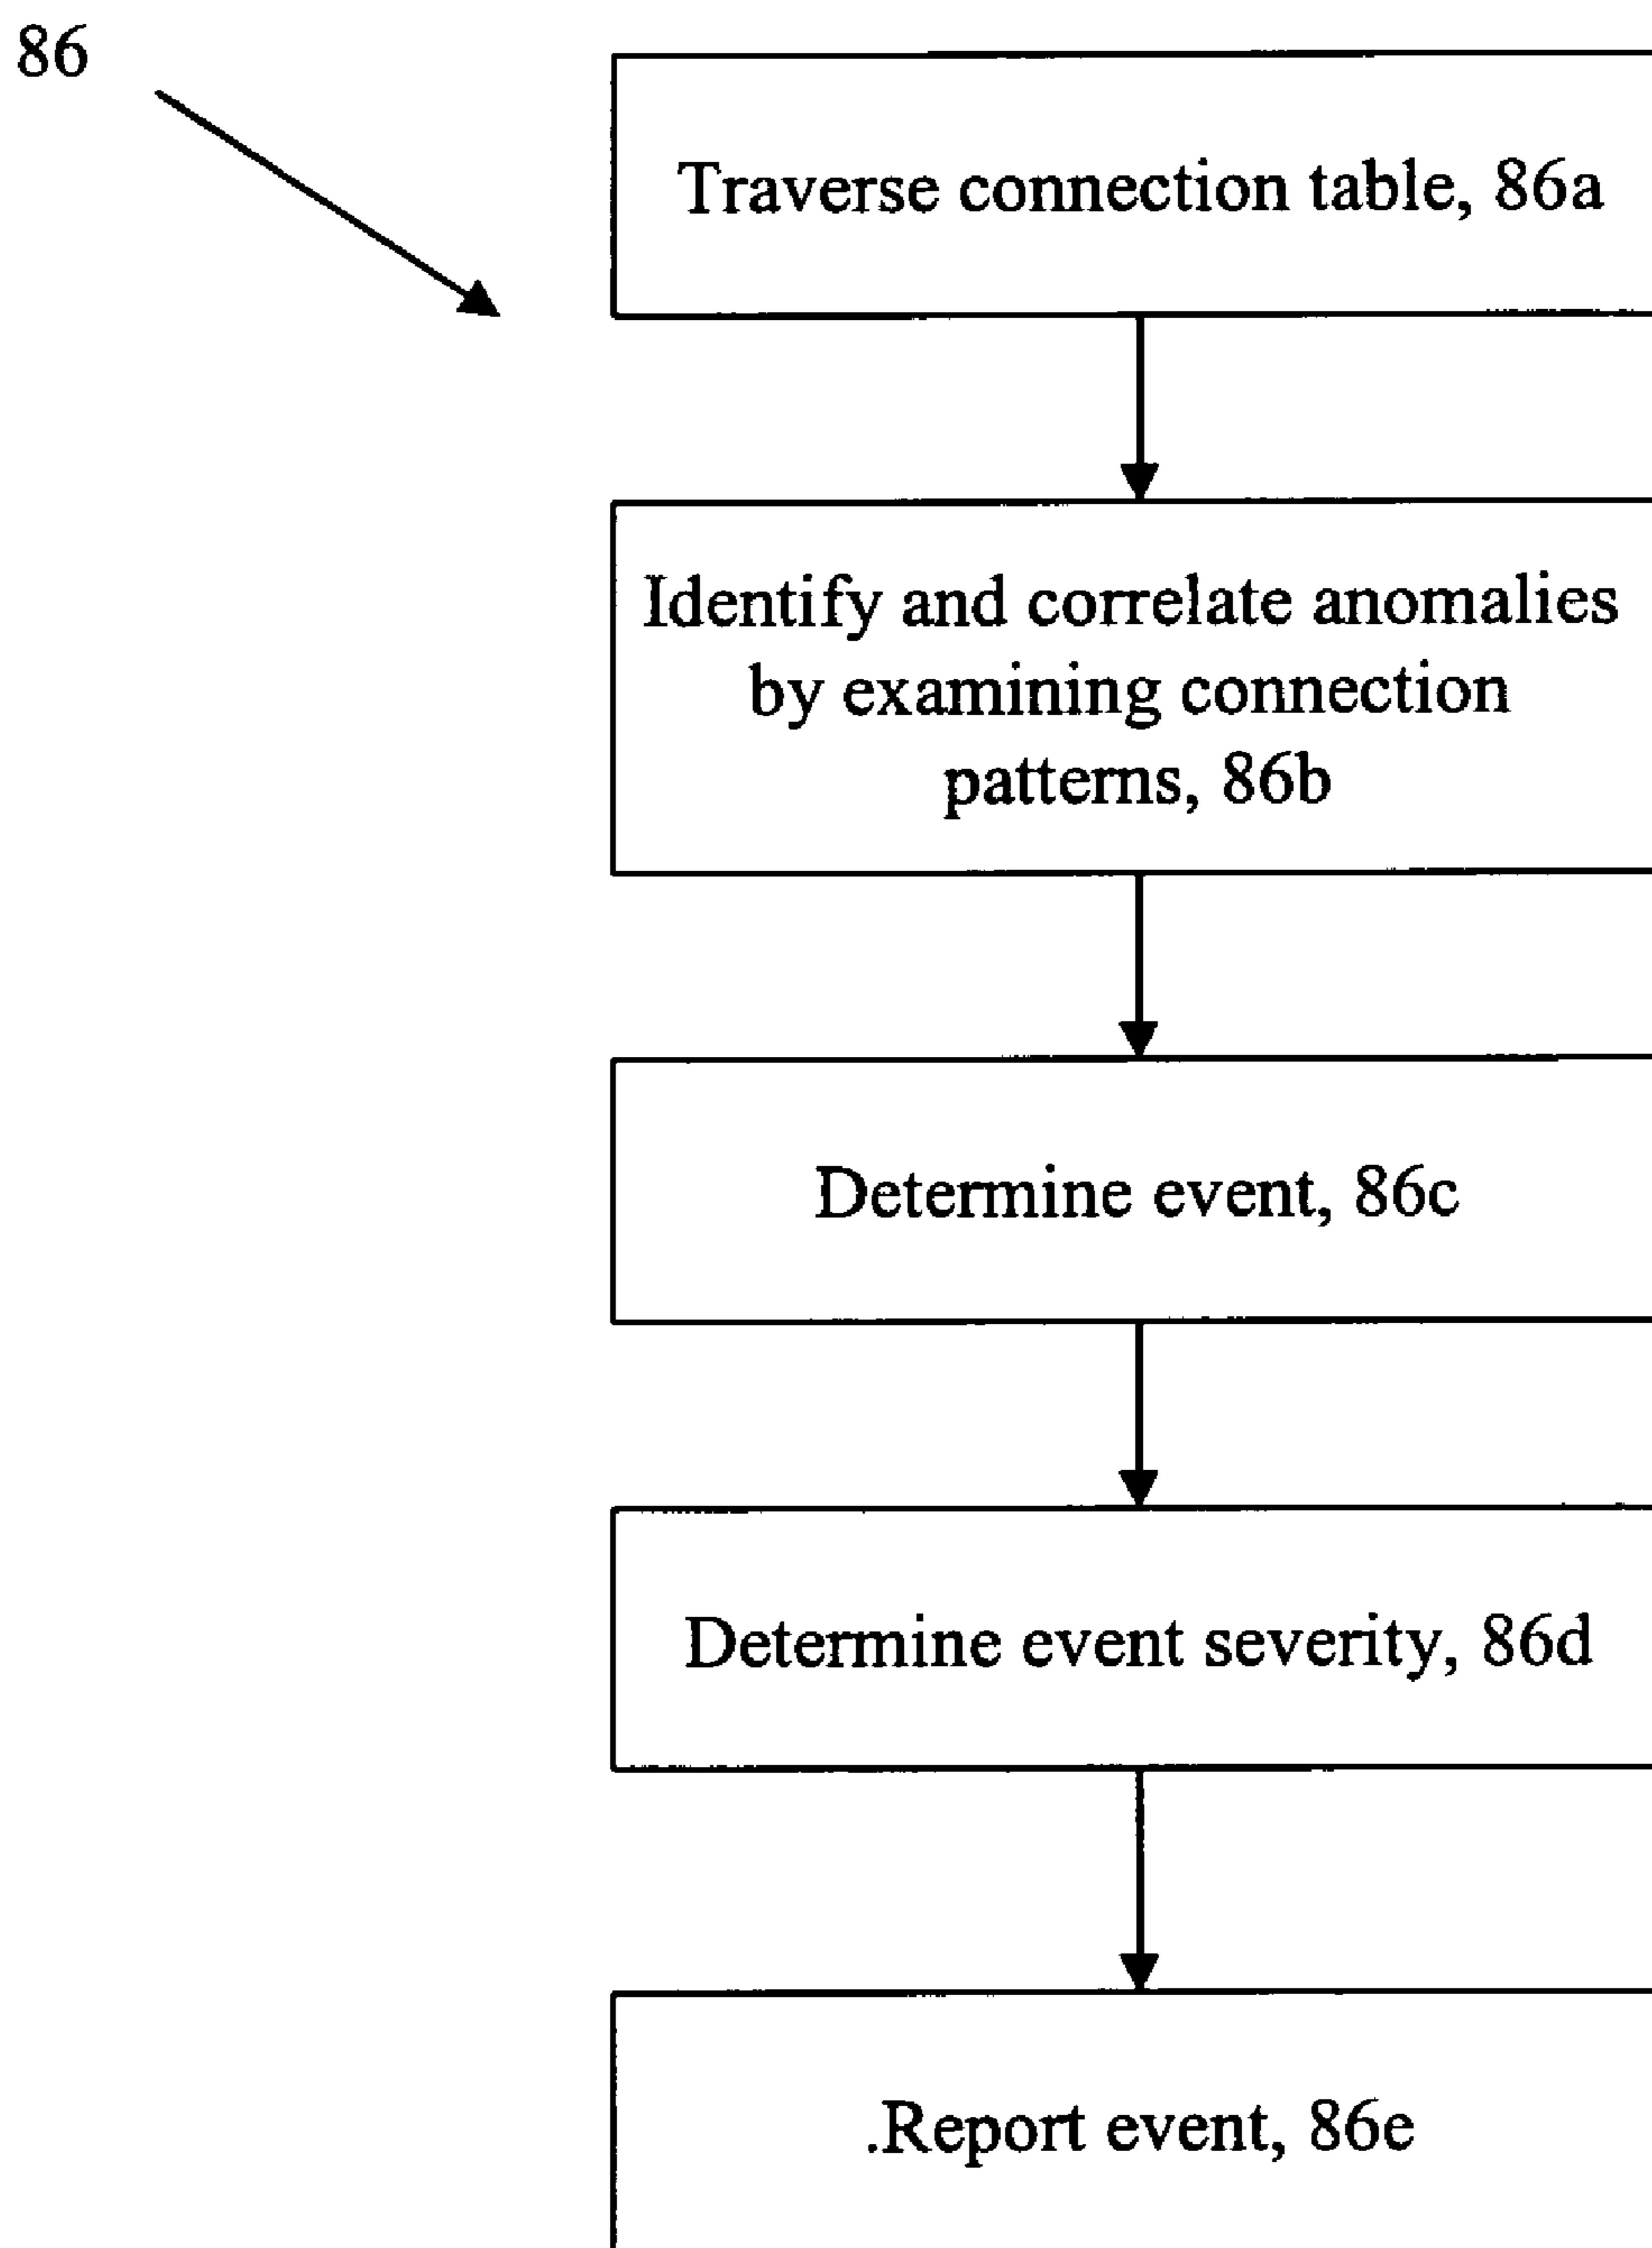 86
Traverse connection table, 86a
Identify and correlate anomalies
by examining connection
patterns, 86b
Determine event, 86c
Determine event severity, 86d
.Report event, 86e